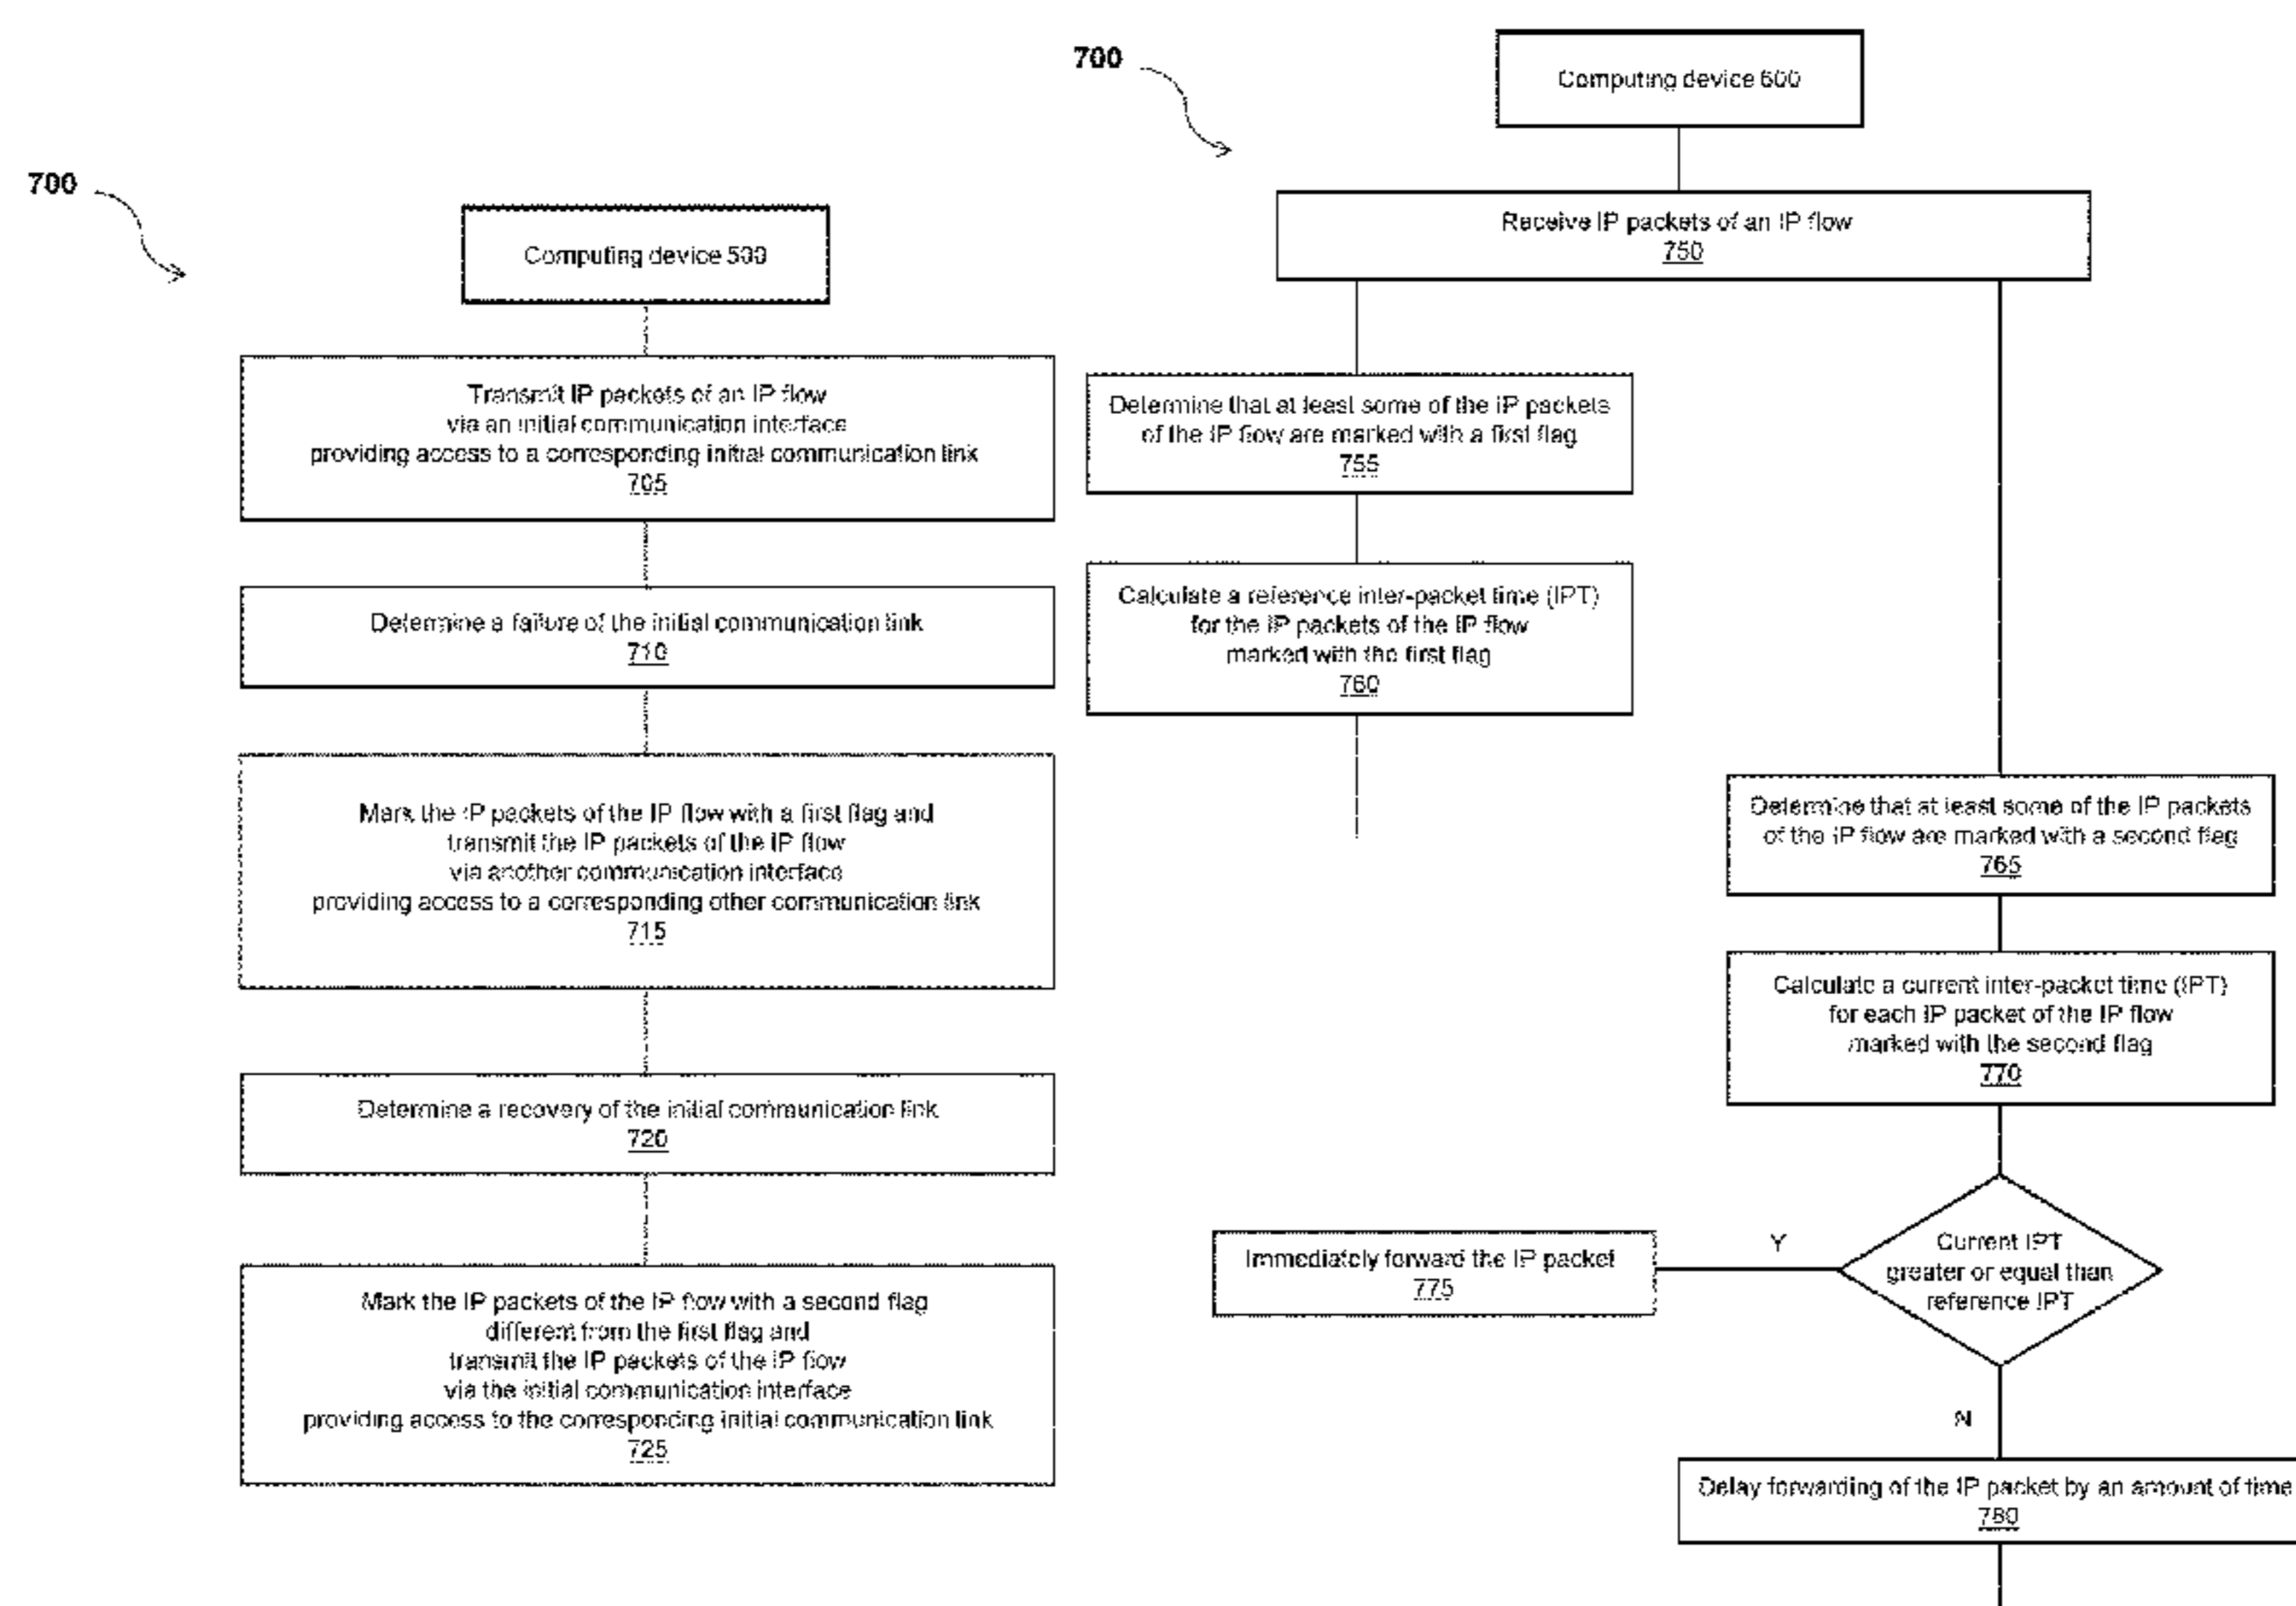 700
Computing device 500
Transmit IP packets of an IP flow
via an initial communication interface
providing access to a corresponding initial communication link
705
Determine a failure of the initial communication link
710
Mark the IP packets of the IP flow with a first flag and
transmit the IP packets of the IP flow
via another communication interface
providing access to a corresponding other communication link
715
Determine a recovery of the initial communication link
720
Mark the IP packets of the IP flow with a second flag
different from the first flag and
transmit the IP packets of the IP flow
via the initial communication interface
providing access to the corresponding initial communication link
725
700
Computing device 600
Receive IP packets of an IP flow
750
Determine that at least some of the IP packets
of the IP flow are marked with a first flag
755
Calculate a reference inter-packet time (IPT)
for the IP packets of the IP flow
marked with the first flag
760
Determine that at least some of the IP packets
of the IP flow are marked with a second flag
765
Calculate a current inter-packet time (IPT)
for each IP packet of the IP flow
marked with the second flag
770
Current IPT
greater or equal than
reference IPT
Y
Immediately forward the IP packet
775
N
Delay forwarding of the IP packet by an amount of time
780